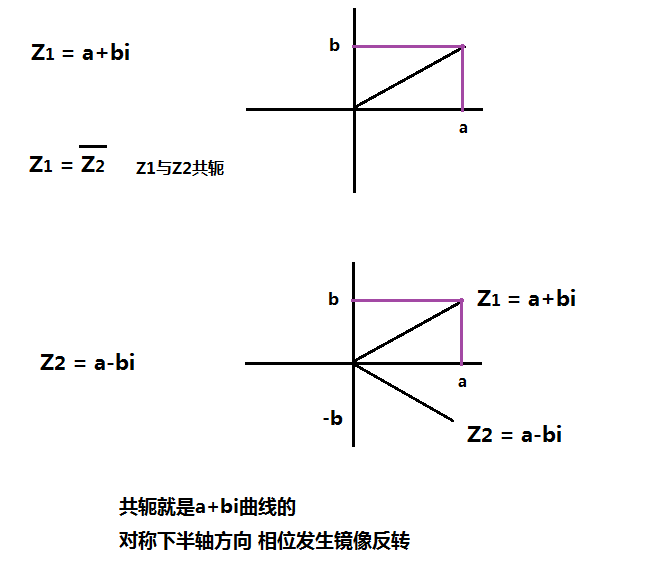 Z1 = a+bi
b
a
Z1 = Z̅2̅ Z1与Z2共轭
b
Z1 = a+bi
Z2 = a-bi
a
-b
Z2 = a-bi
共轭就是a+bi曲线的
对称下半轴方向 相位发生镜像反转